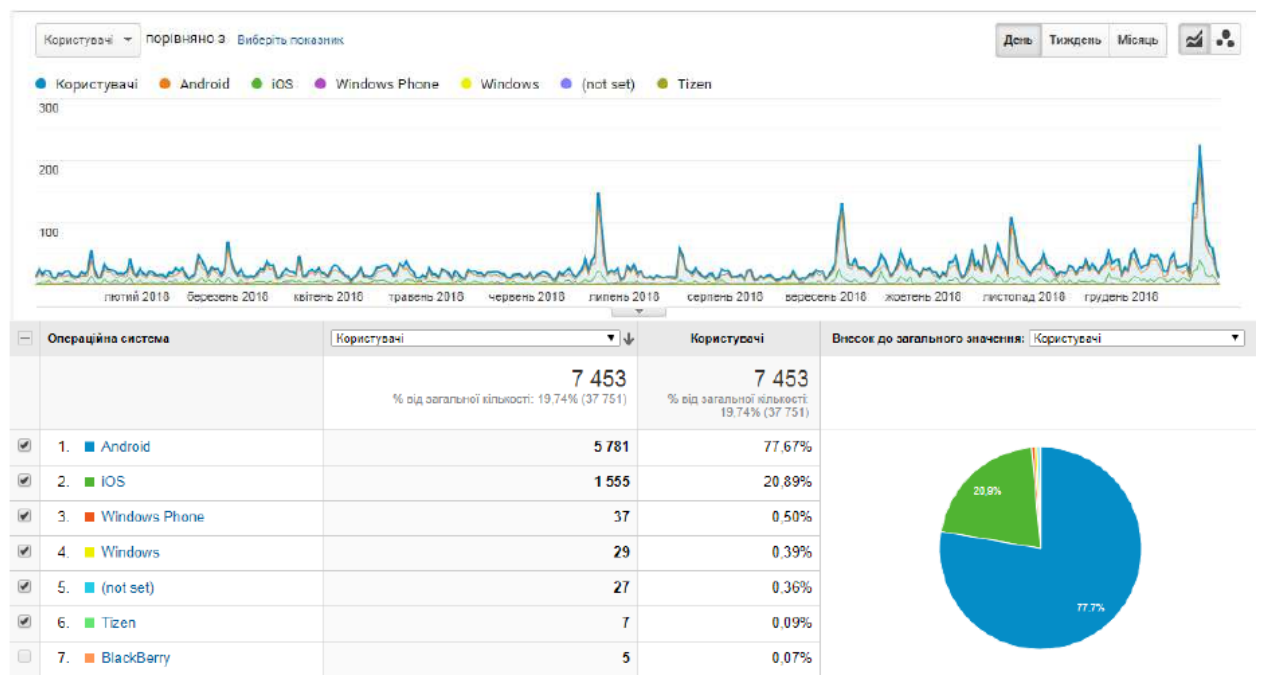 Користувачі порівняно з Виберіть показник День Тиждень Місяць
Користувачі Android iOS Windows Phone Windows (not set) Tizen
300
200
100
лютий 2018 березень 2018 квітень 2018 травень 2018 червень 2018 липень 2018 серпень 2018 вересень 2018 жовтень 2018 листопад 2018 грудень 2018
Операційна система Користувачі Користувачі Внесок до загального значення: Користувачі
7 453 7 453
% від загальної кількості: 19,74% (37 751) % від загальної кількості:
19,74% (37 751)
1. Android 5 781 77,67%
2. iOS 1 555 20,89%
3. Windows Phone 37 0,50%
4. Windows 29 0,39%
5. (not set) 27 0,36%
6. Tizen 7 0,09%
7. BlackBerry 5 0,07%
20,9%
77,7%